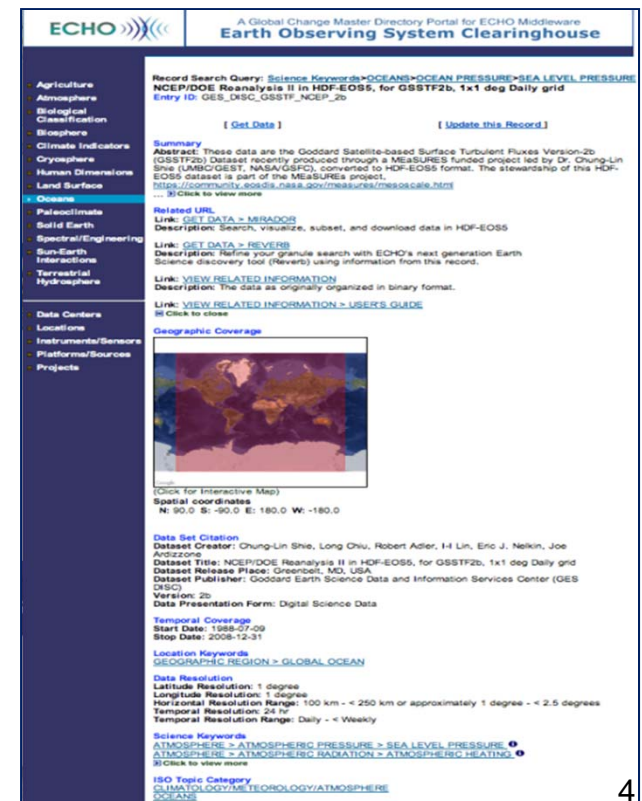 ECHO
A Global Change Master Directory Portal for ECHO Middleware
Earth Observing System Clearinghouse
Agriculture
Atmosphere
Biological
Classification
Biosphere
Climate Indicators
Cryosphere
Human Dimensions
Land Surface
Oceans
Paleoclimate
Solid Earth
Spectral/Engineering
Sun-Earth
Interactions
Terrestrial
Hydrosphere
Data Centers
Locations
Instruments/Sensors
Platforms/Sources
Projects
Record Search Query: Science Keywords>OCEANS>OCEAN PRESSURE>SEA LEVEL PRESSURE
NCEP/DOE Reanalysis II in HDF-EOS5, for GSSTF2b, 1x1 deg Daily grid
Entry ID: GES_DISC_GSSTF_NCEP_2b
[ Get Data ] [ Update this Record ]
Summary
Abstract: These data are the Goddard Satellite-based Surface Turbulent Fluxes Version-2b
(GSSTF2b) Dataset recently produced through a MEaSURES funded project led by Dr. Chung-Lin
Shie (UMBC/GEST, NASA/GSFC), converted to HDF-EOS5 format. The stewardship of this HDF-
EOS5 dataset is part of the MEaSUREs project,
https://community.eosdis.nasa.gov/measures/mesoscale.html
... Click to view more
Related URL
Link: GET DATA > MIRADOR
Description: Search, visualize, subset, and download data in HDF-EOS5
Link: GET DATA > REVERB
Description: Refine your granule search with ECHO's next generation Earth
Science discovery tool (Reverb) using information from this record.
Link: VIEW RELATED INFORMATION
Description: The data as originally organized in binary format.
Link: VIEW RELATED INFORMATION > USER'S GUIDE
Click to close
Geographic Coverage
(Click for Interactive Map)
Spatial coordinates
N: 90.0 S: -90.0 E: 180.0 W: -180.0
Data Set Citation
Dataset Creator: Chung-Lin Shie, Long Chiu, Robert Adler, I-I Lin, Eric J. Nelkin, Joe
Ardizzone
Dataset Title: NCEP/DOE Reanalysis II in HDF-EOS5, for GSSTF2b, 1x1 deg Daily grid
Dataset Release Place: Greenbelt, MD, USA
Dataset Publisher: Goddard Earth Science Data and Information Services Center (GES
DISC)
Version: 2b
Data Presentation Form: Digital Science Data
Temporal Coverage
Start Date: 1988-07-09
Stop Date: 2008-12-31
Location Keywords
GEOGRAPHIC REGION > GLOBAL OCEAN
Data Resolution
Latitude Resolution: 1 degree
Longitude Resolution: 1 degree
Horizontal Resolution Range: 100 km - < 250 km or approximately 1 degree - < 2.5 degrees
Temporal Resolution: 24 hr
Temporal Resolution Range: Daily - < Weekly
Science Keywords
ATMOSPHERE > ATMOSPHERIC PRESSURE > SEA LEVEL PRESSURE
ATMOSPHERE > ATMOSPHERIC RADIATION > ATMOSPHERIC HEATING
Click to view more
ISO Topic Category
CLIMATOLOGY/METEOROLOGY/ATMOSPHERE
OCEANS
4